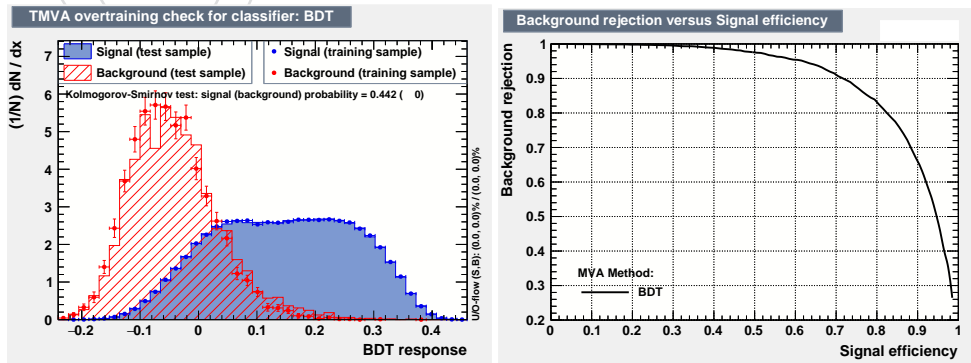 TMVA overtraining check for classifier: BDT
(1/N) dN / dx
7
6
5
4
3
2
1
0
Signal (test sample)
Background (test sample)
Signal (training sample)
Background (training sample)
Kolmogorov-Smirnov test: signal (background) probability = 0.442 ( 0)
U/O-flow (S,B): (0.0, 0.0)% / (0.0, 0.0)%
-0.2 -0.1 0 0.1 0.2 0.3 0.4
BDT response
Background rejection versus Signal efficiency
Background rejection
1
0.9
0.8
0.7
0.6
0.5
0.4
0.3
0.2
MVA Method:
BDT
0 0.1 0.2 0.3 0.4 0.5 0.6 0.7 0.8 0.9 1
Signal efficiency